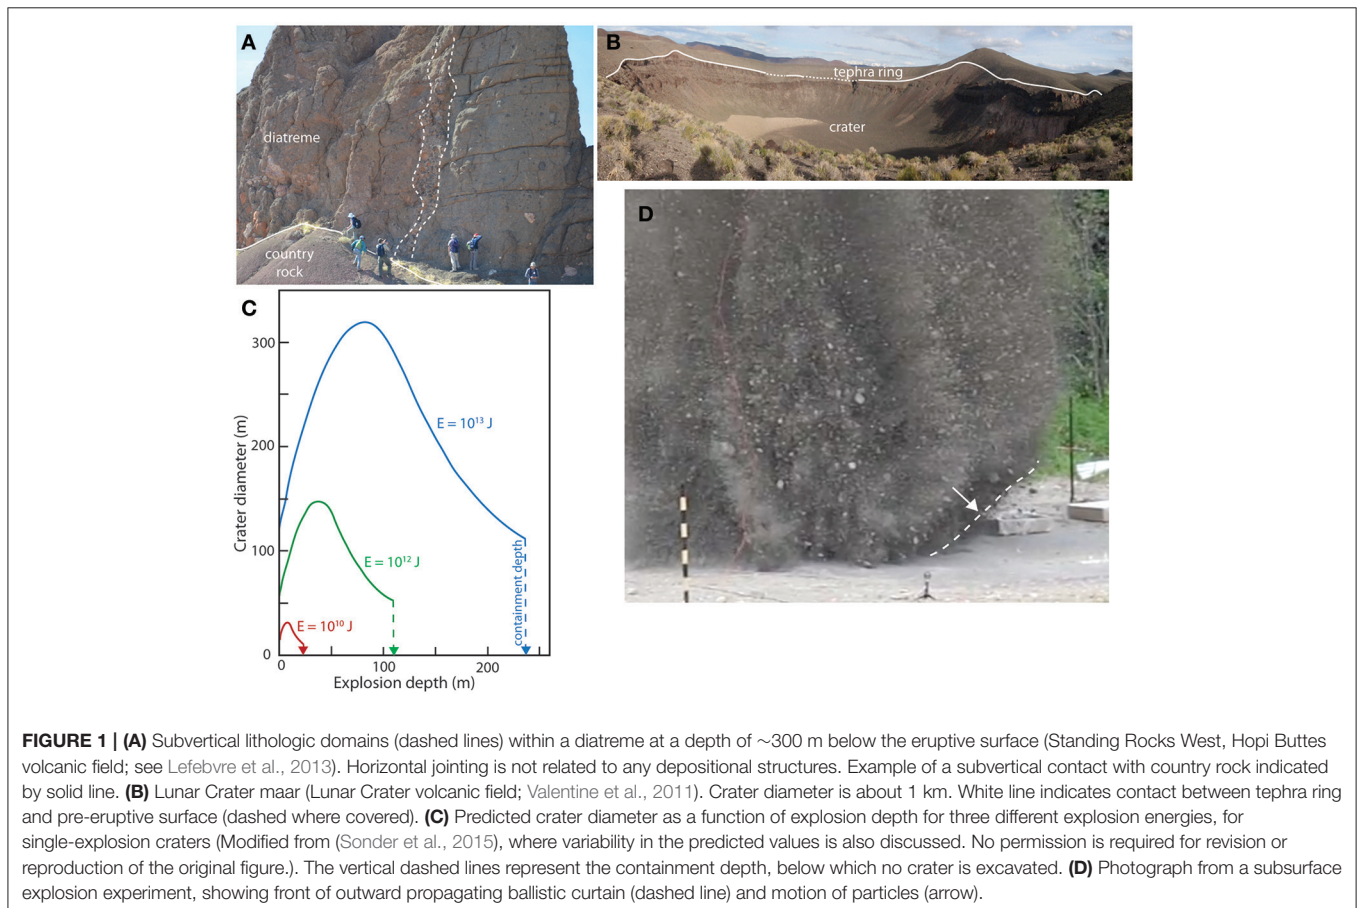 A
diatreme
country
rock
B
tephra ring
crater
C
Crater diameter (m)
300
200
100
0
E = 10¹³ J
E = 10¹² J
E = 10¹⁰ J
containment depth
0
100
200
Explosion depth (m)
D
FIGURE 1 | (A) Subvertical lithologic domains (dashed lines) within a diatreme at a depth of ∼300 m below the eruptive surface (Standing Rocks West, Hopi Buttes
volcanic field; see Lefebvre et al., 2013). Horizontal jointing is not related to any depositional structures. Example of a subvertical contact with country rock indicated
by solid line. (B) Lunar Crater maar (Lunar Crater volcanic field; Valentine et al., 2011). Crater diameter is about 1 km. White line indicates contact between tephra ring
and pre-eruptive surface (dashed where covered). (C) Predicted crater diameter as a function of explosion depth for three different explosion energies, for
single-explosion craters (Modified from (Sonder et al., 2015), where variability in the predicted values is also discussed. No permission is required for revision or
reproduction of the original figure.). The vertical dashed lines represent the containment depth, below which no crater is excavated. (D) Photograph from a subsurface
explosion experiment, showing front of outward propagating ballistic curtain (dashed line) and motion of particles (arrow).